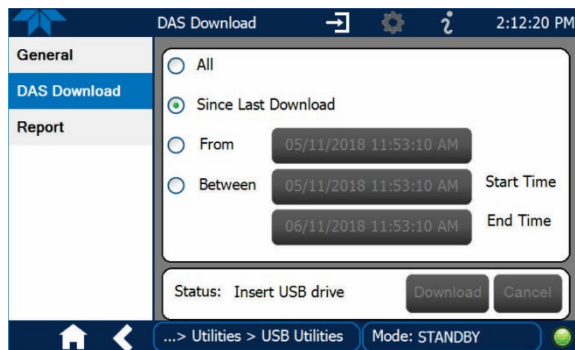 DAS Download 2:12:20 PM
General
DAS Download
Report
All
Since Last Download
From 05/11/2018 11:53:10 AM
Between 05/11/2018 11:53:10 AM Start Time
06/11/2018 11:53:10 AM End Time
Status: Insert USB drive Download Cancel
...> Utilities > USB Utilities Mode: STANDBY